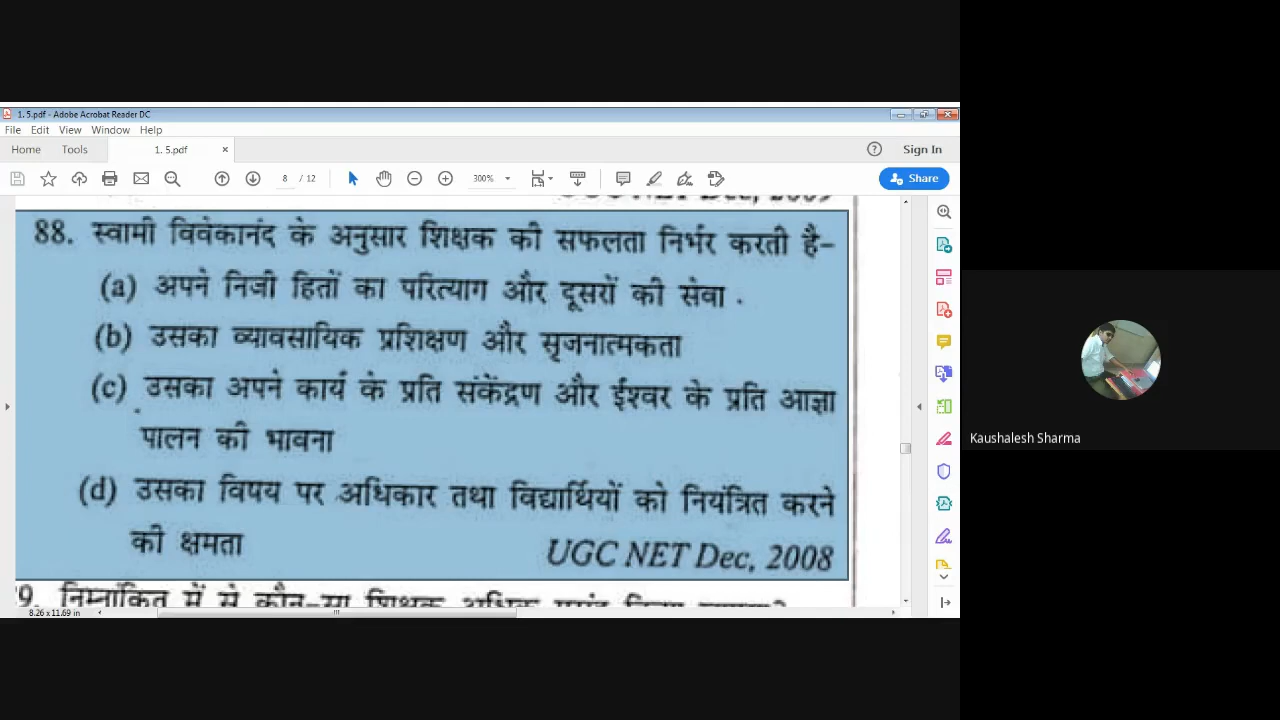 1. 5.pdf - Adobe Acrobat Reader DC
File Edit View Window Help
Home Tools 1. 5.pdf × Sign In
8 / 12 300% Share
88. स्वामी विवेकानंद के अनुसार शिक्षक की सफलता निर्भर करती है–
(a) अपने निजी हितों का परित्याग और दूसरों की सेवा .
(b) उसका व्यावसायिक प्रशिक्षण और सृजनात्मकता
(c) उसका अपने कार्य के प्रति संकेंद्रण और ईश्वर के प्रति आज्ञा
पालन की भावना
(d) उसका विषय पर अधिकार तथा विद्यार्थियों को नियंत्रित करने
की क्षमता UGC NET Dec, 2008
9. निम्नांकित में से कौन-सा शिक्षक अधिक
8.26 x 11.69 in
Kaushalesh Sharma